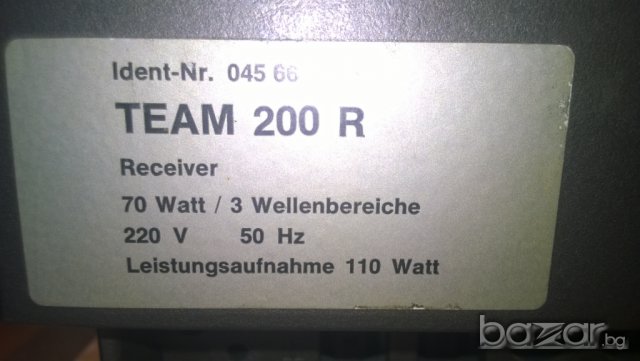 Ident-Nr. 045 66
TEAM 200 R
Receiver
70 Watt / 3 Wellenbereiche
220 V 50 Hz
Leistungsaufnahme 110 Watt
bazar.bg